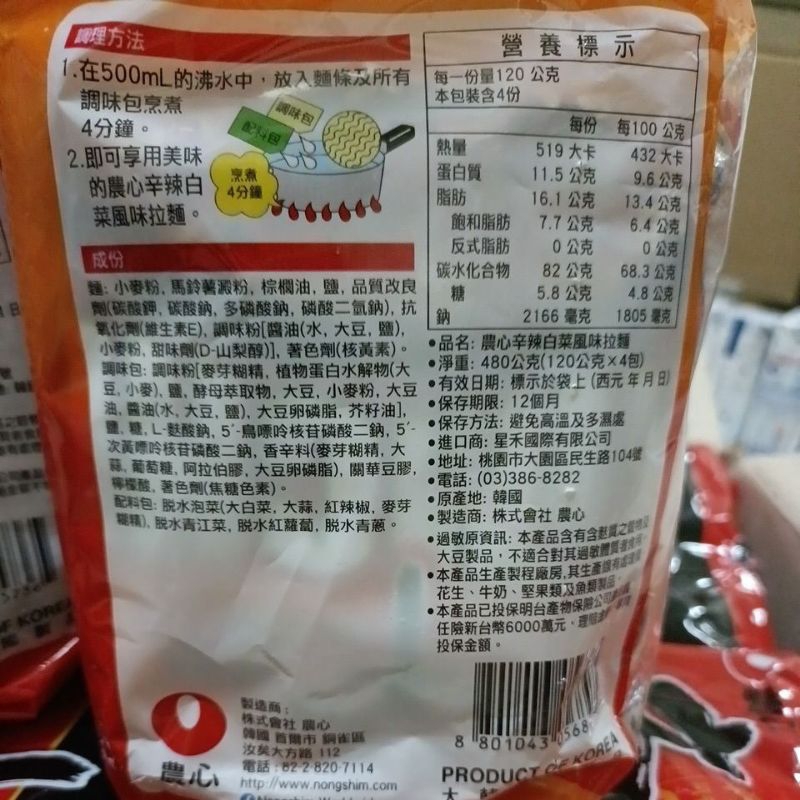 調理方法
1.在500mL的沸水中，放入麵條及所有
調味包烹煮
4分鐘。
2.即可享用美味
的農心辛辣白
菜風味拉麵。
調味包
配料包
烹煮
4分鐘
成份
麵: 小麥粉, 馬鈴薯澱粉, 棕櫚油, 鹽, 品質改良
劑(碳酸鉀, 碳酸鈉, 多磷酸鈉, 磷酸二氫鈉), 抗
氧化劑(維生素E), 調味粉[醬油(水, 大豆, 鹽),
小麥粉, 甜味劑(D-山梨醇)], 著色劑(核黃素)。
調味包: 調味粉[麥芽糊精, 植物蛋白水解物(大
豆, 小麥), 鹽, 酵母萃取物, 大豆, 小麥粉, 大豆
油, 醬油(水, 大豆, 鹽), 大豆卵磷脂, 芥籽油],
鹽, 糖, L-麩酸鈉, 5'-鳥嘌呤核苷磷酸二鈉, 5'-
次黃嘌呤核苷磷酸二鈉, 香辛料(麥芽糊精, 大
蒜, 葡萄糖, 阿拉伯膠, 大豆卵磷脂), 關華豆膠,
檸檬酸, 著色劑(焦糖色素)。
配料包: 脫水泡菜(大白菜, 大蒜, 紅辣椒, 麥芽
糊精), 脫水青江菜, 脫水紅蘿蔔, 脫水青蔥。
營養標示
每一份量120 公克
本包裝含4份
每份 每100 公克
熱量 519 大卡 432 大卡
蛋白質 11.5 公克 9.6 公克
脂肪 16.1 公克 13.4 公克
飽和脂肪 7.7 公克 6.4 公克
反式脂肪 0 公克 0 公克
碳水化合物 82 公克 68.3 公克
糖 5.8 公克 4.8 公克
鈉 2166 毫克 1805 毫克
●品名: 農心辛辣白菜風味拉麵
●淨重: 480公克(120公克×4包)
●有效日期: 標示於袋上 (西元 年 月 日)
●保存期限: 12個月
●保存方法: 避免高溫及多濕處
●進口商: 星禾國際有限公司
●地址: 桃園市大園區民生路104號
●電話: (03)386-8282
●原產地: 韓國
●製造商: 株式會社 農心
●過敏原資訊: 本產品含有含麩質之穀物及
大豆製品，不適合對其過敏體質者食用。
●本產品生產製程廠房,其生產線有處理
花生、牛奶、堅果類及魚類製品。
●本產品已投保明台產物保險公司產品責
任險新台幣6000萬元，理賠
投保金額。
8 801043 0568
PRODUCT OF KOREA
農心
製造商:
株式會社 農心
韓國 首爾市 銅雀區
汝矣大方路 112
電話:82-2-820-7114
http://www.nongshim.com
OF KOREA